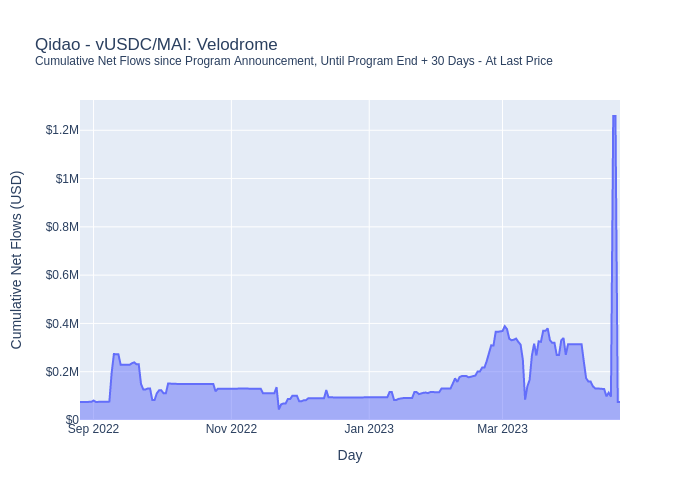 Qidao - vUSDC/MAI: Velodrome
Cumulative Net Flows since Program Announcement, Until Program End + 30 Days - At Last Price
$1.2M
$1M
$0.8M
$0.6M
$0.4M
$0.2M
$0
Cumulative Net Flows (USD)
Sep 2022 Nov 2022 Jan 2023 Mar 2023
Day